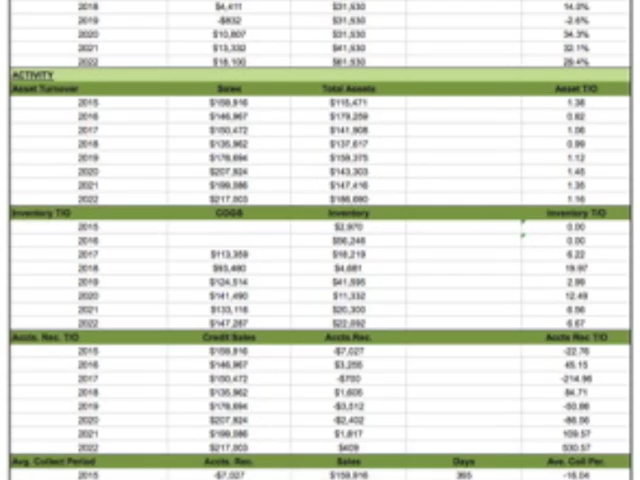 2018 $4,411 $31,530 14.0%
2019 -$832 $31,530 -2.6%
2020 $10,807 $31,530 34.3%
2021 $13,332 $41,530 32.1%
2022 $18,100 $61,530 29.4%
ACTIVITY
Asset Turnover Sales Total Assets Asset T/O
2015 $159,916 $115,471 1.38
2016 $146,967 $179,259 0.82
2017 $150,472 $141,908 1.06
2018 $135,962 $137,617 0.99
2019 $178,694 $159,375 1.12
2020 $207,924 $143,303 1.45
2021 $199,086 $147,416 1.35
2022 $217,003 1.16
Inventory T/O COGS Inventory Inventory T/O
2015 $2,970 0.00
2016 $56,248 0.00
2017 $113,359 $18,219 6.22
2018 $93,480 $4,681 19.97
2019 $124,514 $41,595 2.99
2020 $141,490 $11,332 12.49
2021 $133,116 $20,300 6.56
2022 $147,287 $22,092 6.67
Accts. Rec. T/O Credit Sales Accts.Rec. Accts Rec T/O
2015 $159,916 -$7,027 -22.76
2016 $146,967 $3,255 45.15
2017 $150,472 -$700 -214.96
2018 $135,962 $1,605 84.71
2019 $178,694 -$3,512 -50.88
2020 $207,924 -$2,402 -86.56
2021 $199,086 $1,817 109.57
2022 $217,003 $409 530.57
Avg. Collect Period Accts. Rec. Sales Days Ave. Coll Per.
2015 -$7,027 $159,916 365 -16.04